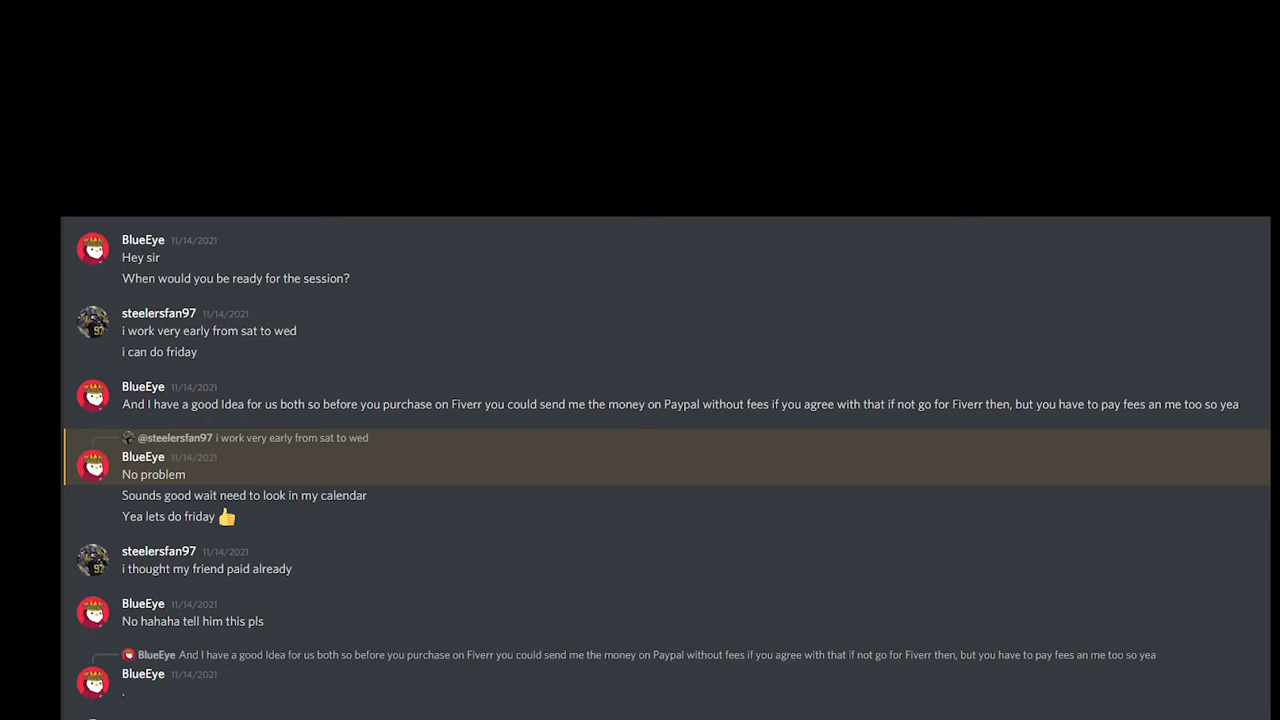 BlueEye 11/14/2021
Hey sir
When would you be ready for the session?
steelersfan97 11/14/2021
i work very early from sat to wed
i can do friday
BlueEye 11/14/2021
And I have a good Idea for us both so before you purchase on Fiverr you could send me the money on Paypal without fees if you agree with that if not go for Fiverr then, but you have to pay fees an me too so yea
@steelersfan97 i work very early from sat to wed
BlueEye 11/14/2021
No problem
Sounds good wait need to look in my calendar
Yea lets do friday 👍
steelersfan97 11/14/2021
i thought my friend paid already
BlueEye 11/14/2021
No hahaha tell him this pls
BlueEye And I have a good Idea for us both so before you purchase on Fiverr you could send me the money on Paypal without fees if you agree with that if not go for Fiverr then, but you have to pay fees an me too so yea
BlueEye 11/14/2021
.